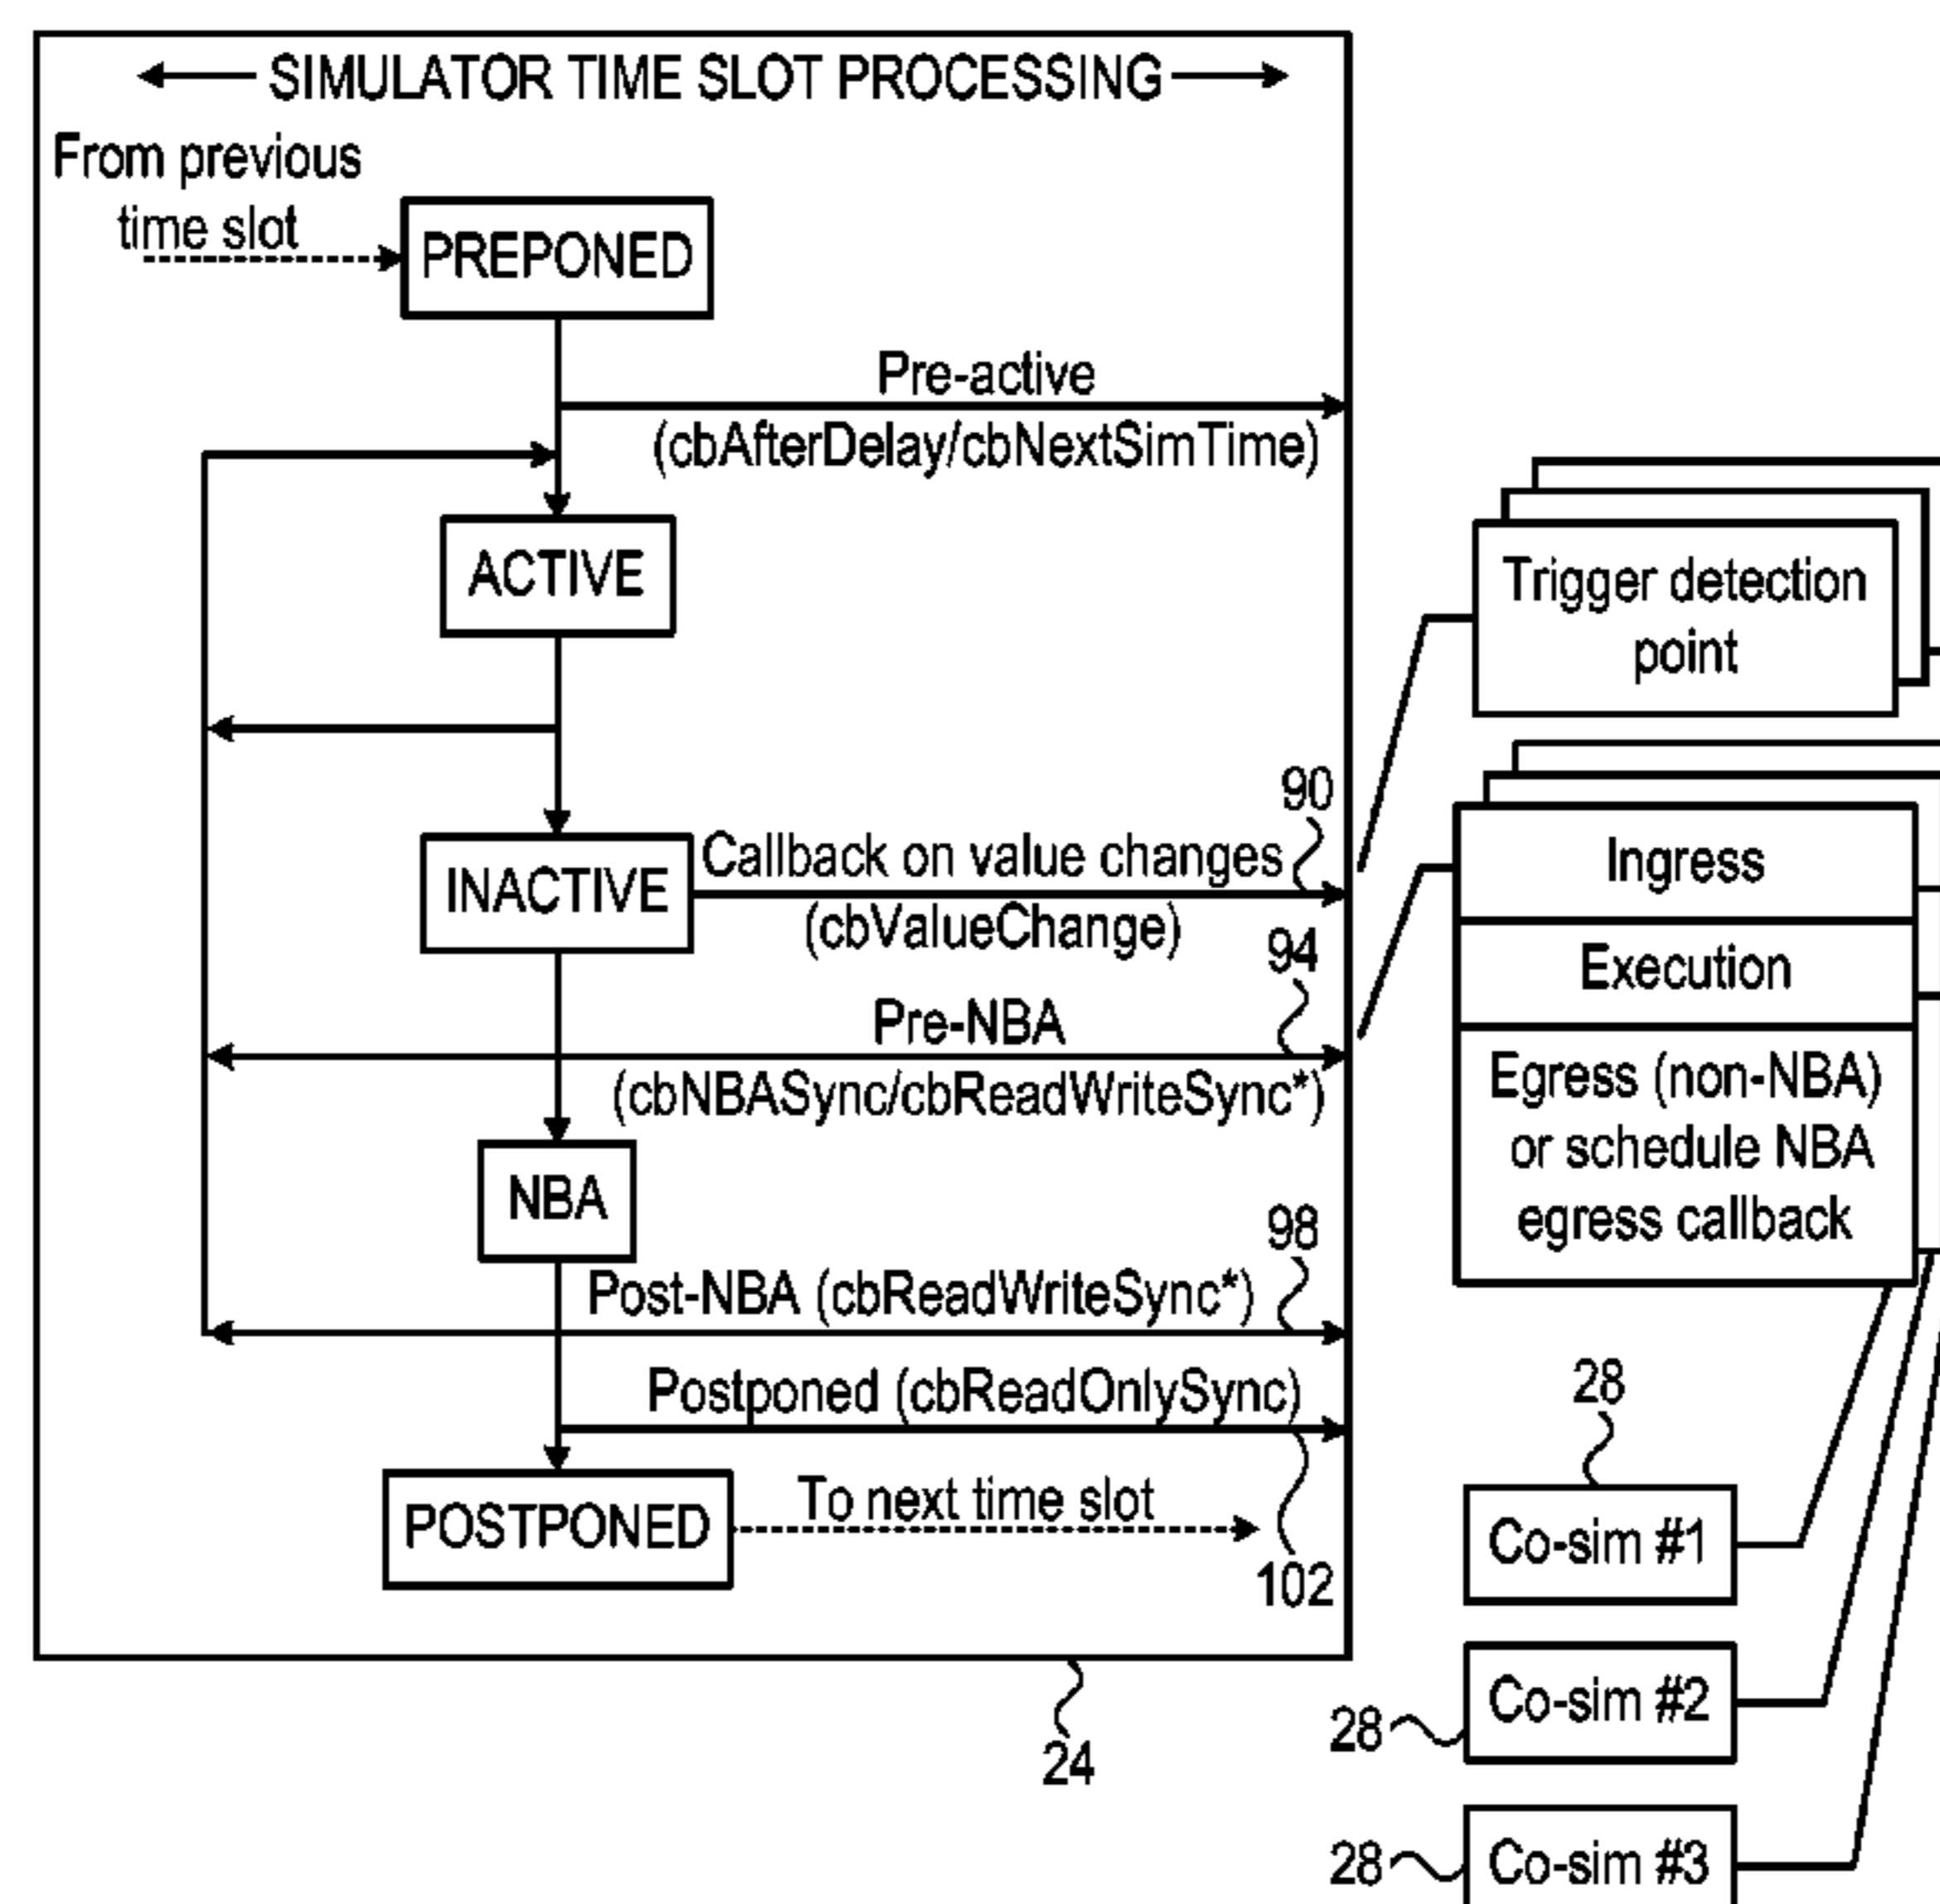 SIMULATOR TIME SLOT PROCESSING
From previous
time slot
PREPONED
Pre-active
(cbAfterDelay/cbNextSimTime)
ACTIVE
90
INACTIVE
Callback on value changes
(cbValueChange)
94
Pre-NBA
(cbNBASync/cbReadWriteSync*)
NBA
98
Post-NBA (cbReadWriteSync*)
Postponed (cbReadOnlySync)
POSTPONED
To next time slot
102
24
Trigger detection
point
Ingress
Execution
Egress (non-NBA)
or schedule NBA
egress callback
28
Co-sim #1
28
Co-sim #2
28
Co-sim #3